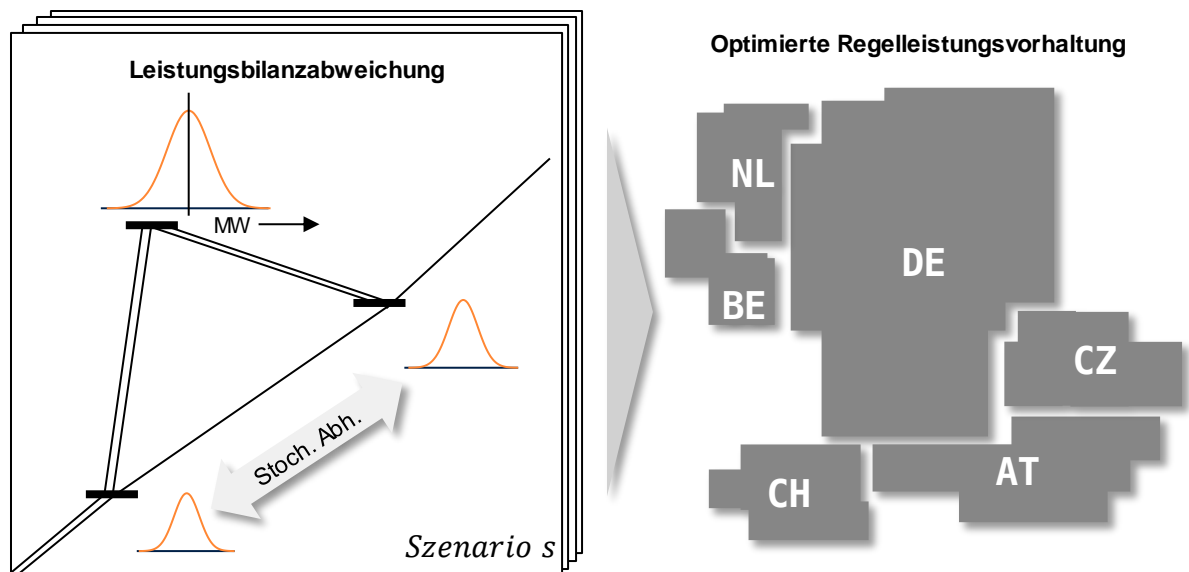 Leistungsbilanzabweichung
MW
Stoch. Abh.
Szenario s
Optimierte Regelleistungsvorhaltung
NL
DE
BE
CZ
AT
CH